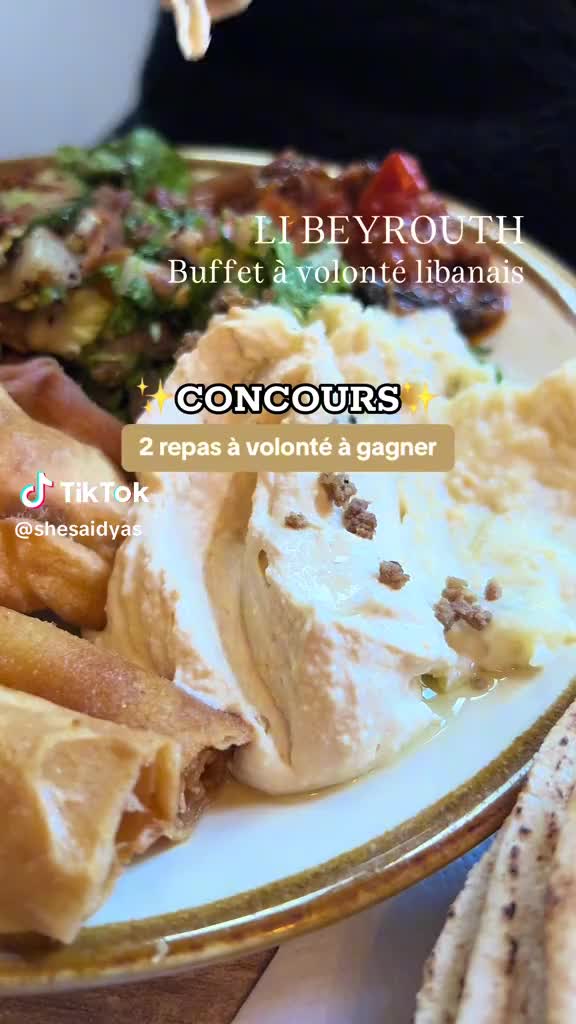 LI BEYROUTH
Buffet à volonté libanais
✨CONCOURS✨
2 repas à volonté à gagner
TikTok
@shesaidyas